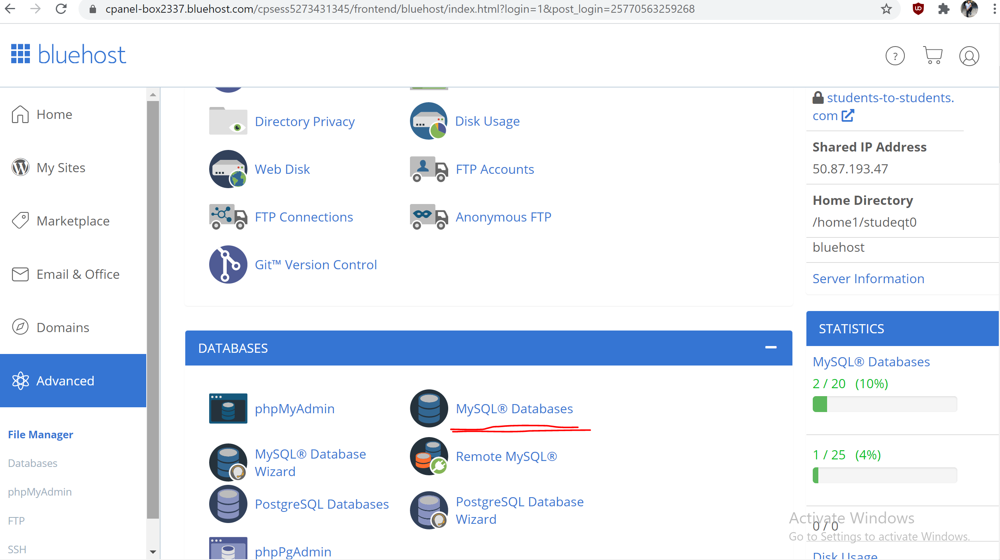 cpanel-box2337.bluehost.com/cpsess5273431345/frontend/bluehost/index.html?login=1&post_login=25770563259268
bluehost
?
Home
My Sites
Marketplace
Email & Office
Domains
Advanced
File Manager
Databases
phpMyAdmin
FTP
SSH
Directory Privacy
Disk Usage
Web Disk
FTP Accounts
FTP Connections
Anonymous FTP
Git™ Version Control
DATABASES
phpMyAdmin
MySQL® Databases
MySQL® Database
Wizard
Remote MySQL®
PostgreSQL Databases
PostgreSQL Database
Wizard
phpPgAdmin
students-to-students.
com
Shared IP Address
50.87.193.47
Home Directory
/home1/studeqt0
bluehost
Server Information
STATISTICS
MySQL® Databases
2 / 20 (10%)
1 / 25 (4%)
0 / 0
Disk Usage
Activate Windows
Go to Settings to activate Windows.